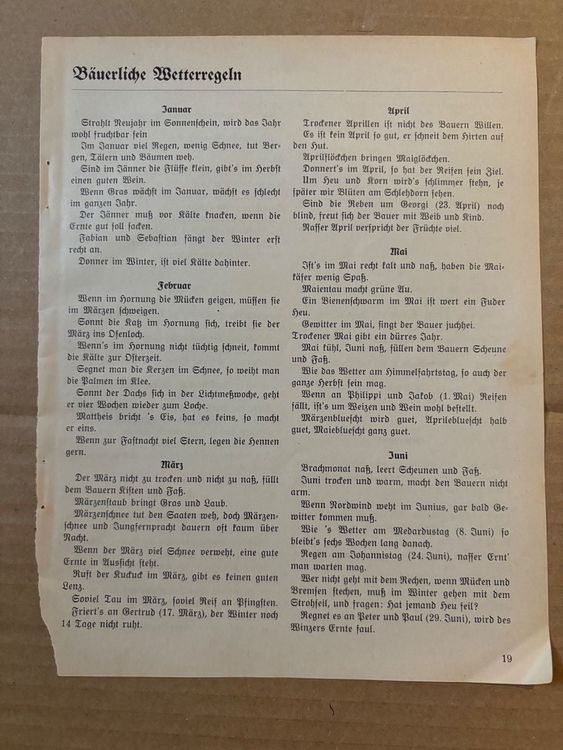 Bäuerliche Wetterregeln
Januar
Strahlt Neujahr im Sonnenschein, wird das Jahr
wohl fruchtbar sein
Im Januar viel Regen, wenig Schnee, tut Ber-
gen, Tälern und Bäumen weh.
Sind im Jänner die Flüsse klein, gibt's im Herbst
einen guten Wein.
Wenn Gras wächst im Januar, wächst es schlecht
im ganzen Jahr.
Der Jänner muß vor Kälte knacken, wenn die
Ernte gut soll sacken.
Fabian und Sebastian fängt der Winter erst
recht an.
Donner im Winter, ist viel Kälte dahinter.
Februar
Wenn im Hornung die Mücken geigen, müssen sie
im Märzen schweigen.
Sonnt die Katz im Hornung sich, treibt sie der
März ins Ofenloch.
Wenn's im Hornung nicht tüchtig schneit, kommt
die Kälte zur Osterzeit.
Segnet man die Kerzen im Schnee, so weiht man
die Palmen im Klee.
Sonnt der Dachs sich in der Lichtmeßwoche, geht
er vier Wochen wieder zum Loche.
Mattheis bricht 's Eis, hat es keins, so macht
er eins.
Wenn zur Fastnacht viel Stern, legen die Hennen
gern.
März
Der März nicht zu trocken und nicht zu naß, füllt
dem Bauern Kisten und Faß.
Märzenstaub bringt Gras und Laub.
Märzenschnee tut den Saaten weh, doch Märzen-
schnee und Jungfernpracht dauern oft kaum über
Nacht.
Wenn der März viel Schnee verweht, eine gute
Ernte in Aussicht steht.
Ruft der Kuckuck im März, gibt es keinen guten
Lenz.
Soviel Tau im März, soviel Reif an Pfingsten.
Friert's an Gertrud (17. März), der Winter noch
14 Tage nicht ruht.
April
Trockener Aprillen ist nicht des Bauern Willen.
Es ist kein April so gut, er schneit dem Hirten auf
den Hut.
Aprilflöckchen bringen Maiglöckchen.
Donnert's im April, so hat der Reifen sein Ziel.
Um Heu und Korn wird's schlimmer stehn, je
später wir Blüten am Schlehdorn sehen.
Sind die Reben um Georgi (23. April) noch
blind, freut sich der Bauer mit Weib und Kind.
Nasser April verspricht der Früchte viel.
Mai
Ist's im Mai recht kalt und naß, haben die Mai-
käfer wenig Spaß.
Maientau macht grüne Au.
Ein Bienenschwarm im Mai ist wert ein Fuder
Heu.
Gewitter im Mai, singt der Bauer juchhei.
Trockener Mai gibt ein dürres Jahr.
Mai kühl, Juni naß, füllen dem Bauern Scheune
und Faß.
Wie das Wetter am Himmelfahrtstag, so auch der
ganze Herbst sein mag.
Wenn an Philippi und Jakob (1. Mai) Reifen
fällt, ist's um Weizen und Wein wohl bestellt.
Märzenbluescht wird guet, Aprilebluescht halb
guet, Maiebluescht ganz guet.
Juni
Brachmonat naß, leert Scheunen und Faß.
Juni trocken und warm, macht den Bauern nicht
arm.
Wenn Nordwind weht im Junius, gar bald Ge-
witter kommen muß.
Wie 's Wetter am Medardustag (8. Juni) so
bleibt's sechs Wochen lang danach.
Regen am Johannistag (24. Juni), nasser Ernt'
man warten mag.
Wer nicht geht mit dem Rechen, wenn Mücken und
Bremsen stechen, muß im Winter gehen mit dem
Strohseil, und fragen: Hat jemand Heu feil?
Regnet es an Peter und Paul (29. Juni), wird des
Winzers Ernte faul.
19